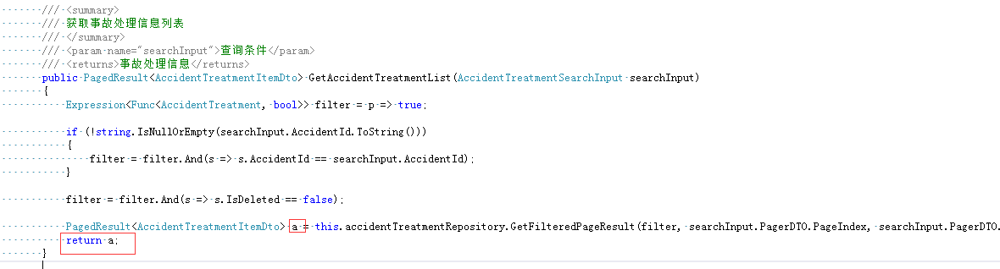 /// <summary>
/// 获取事故处理信息列表
/// </summary>
/// <param name="searchInput">查询条件</param>
/// <returns>事故处理信息</returns>
public PagedResult<AccidentTreatmentItemDto> GetAccidentTreatmentList(AccidentTreatmentSearchInput searchInput)
{
Expression<Func<AccidentTreatment, bool>> filter = p => true;
if (!string.IsNullOrEmpty(searchInput.AccidentId.ToString()))
{
filter = filter.And(s => s.AccidentId == searchInput.AccidentId);
}
filter = filter.And(s => s.IsDeleted == false);
PagedResult<AccidentTreatmentItemDto> a = this.accidentTreatmentRepository.GetFilteredPageResult(filter, searchInput.PagerDTO.PageIndex, searchInput.PagerDTO.
return a;
}